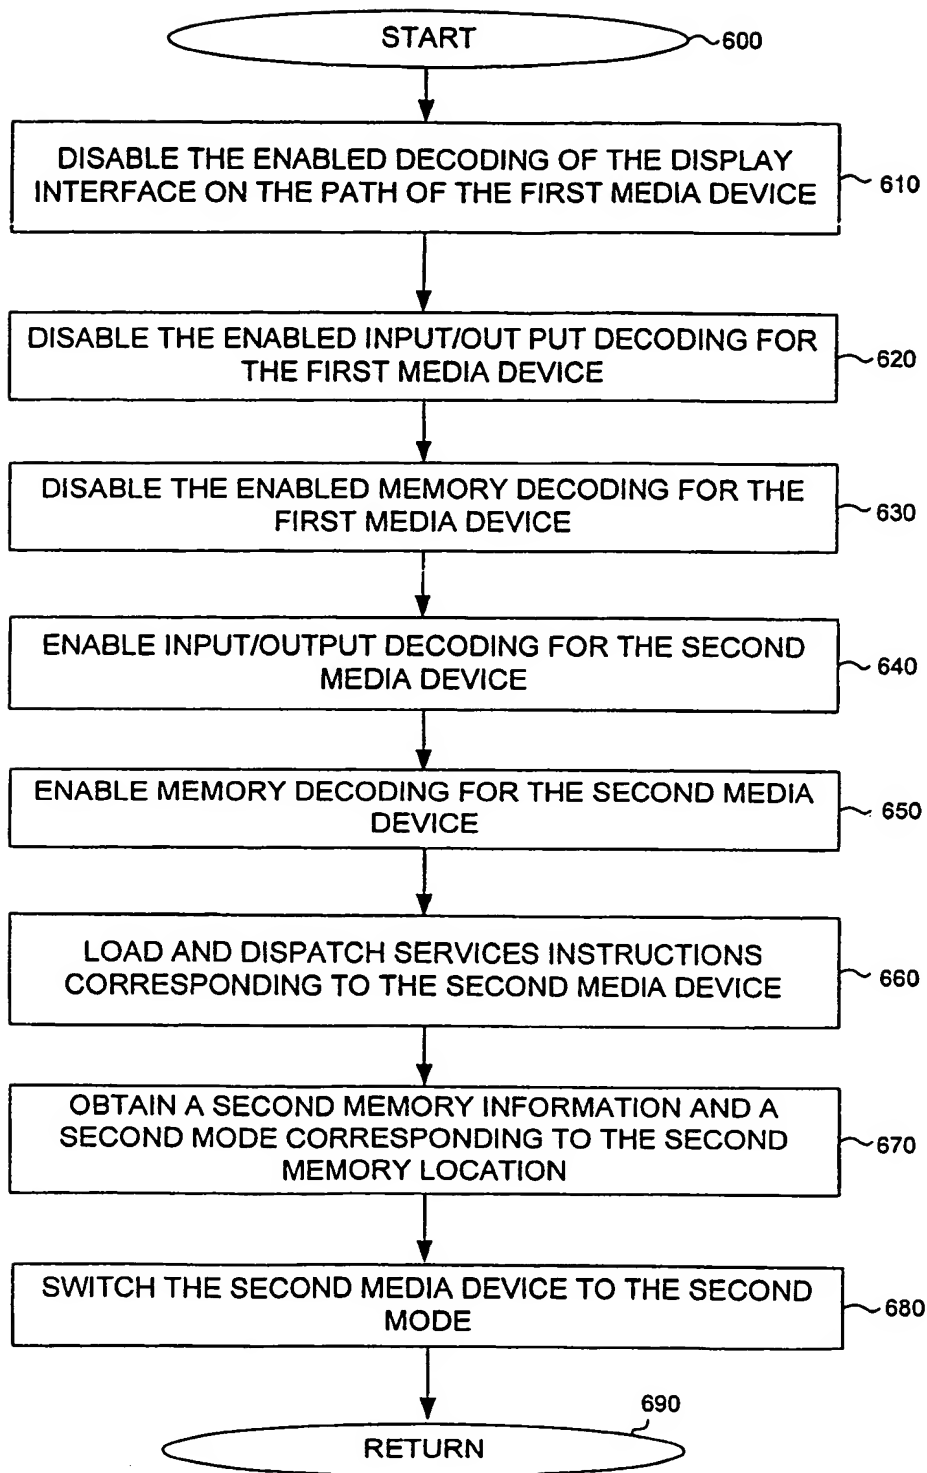 START
600
DISABLE THE ENABLED DECODING OF THE DISPLAY
INTERFACE ON THE PATH OF THE FIRST MEDIA DEVICE
610
DISABLE THE ENABLED INPUT/OUT PUT DECODING FOR
THE FIRST MEDIA DEVICE
620
DISABLE THE ENABLED MEMORY DECODING FOR THE
FIRST MEDIA DEVICE
630
ENABLE INPUT/OUTPUT DECODING FOR THE SECOND
MEDIA DEVICE
640
ENABLE MEMORY DECODING FOR THE SECOND MEDIA
DEVICE
650
LOAD AND DISPATCH SERVICES INSTRUCTIONS
CORRESPONDING TO THE SECOND MEDIA DEVICE
660
OBTAIN A SECOND MEMORY INFORMATION AND A
SECOND MODE CORRESPONDING TO THE SECOND
MEMORY LOCATION
670
SWITCH THE SECOND MEDIA DEVICE TO THE SECOND
MODE
680
690
RETURN